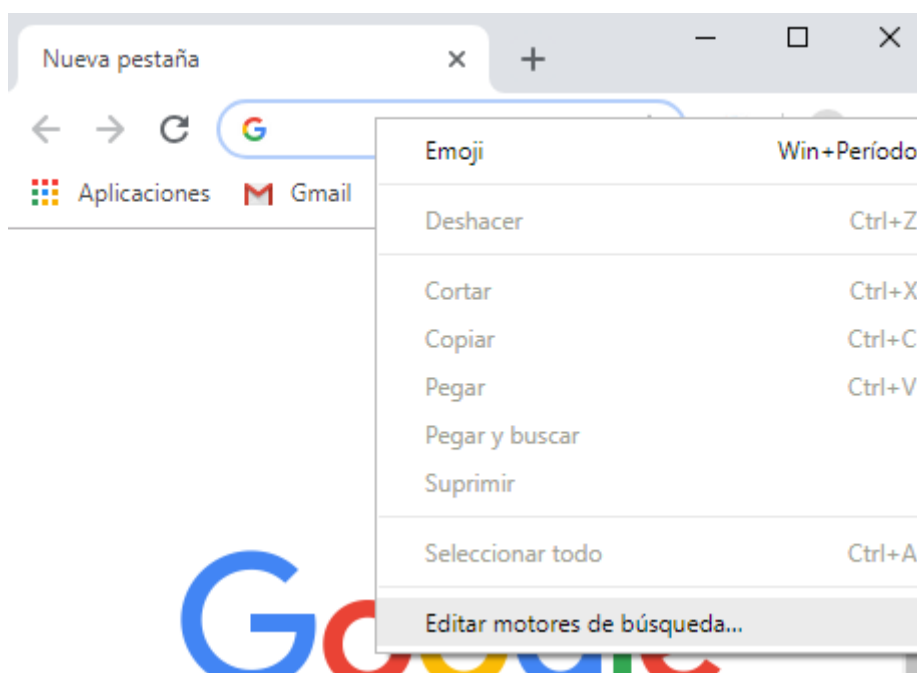 Nueva pestaña
Aplicaciones Gmail
Emoji Win+Período
Deshacer Ctrl+Z
Cortar Ctrl+X
Copiar Ctrl+C
Pegar Ctrl+V
Pegar y buscar
Suprimir
Seleccionar todo Ctrl+A
Editar motores de búsqueda...
Google